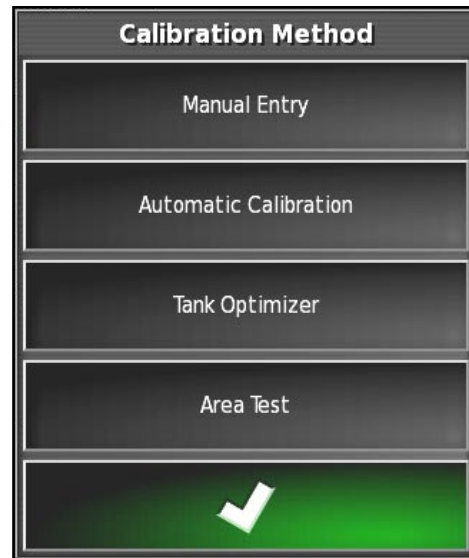 Calibration Method
Manual Entry
Automatic Calibration
Tank Optimizer
Area Test